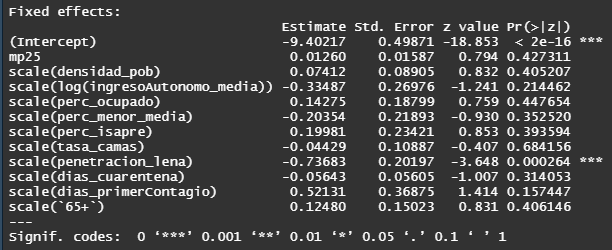 Fixed effects:
Estimate Std. Error z value Pr(>|z|)
(Intercept) -9.40217 0.49871 -18.853 < 2e-16 ***
mp25 0.01260 0.01587 0.794 0.427311
scale(densidad_pob) 0.07412 0.08905 0.832 0.405207
scale(log(ingresoAutonomo_media)) -0.33487 0.26976 -1.241 0.214462
scale(perc_ocupado) 0.14275 0.18799 0.759 0.447654
scale(perc_menor_media) -0.20354 0.21893 -0.930 0.352520
scale(perc_isapre) 0.19981 0.23421 0.853 0.393594
scale(tasa_camas) -0.04429 0.10887 -0.407 0.684156
scale(penetracion_lena) -0.73683 0.20197 -3.648 0.000264 ***
scale(dias_cuarentena) -0.05643 0.05605 -1.007 0.314053
scale(dias_primerContagio) 0.52131 0.36875 1.414 0.157447
scale(`65+`) 0.12480 0.15023 0.831 0.406146
---
Signif. codes: 0 ‘***’ 0.001 ‘**’ 0.01 ‘*’ 0.05 ‘.’ 0.1 ‘ ’ 1